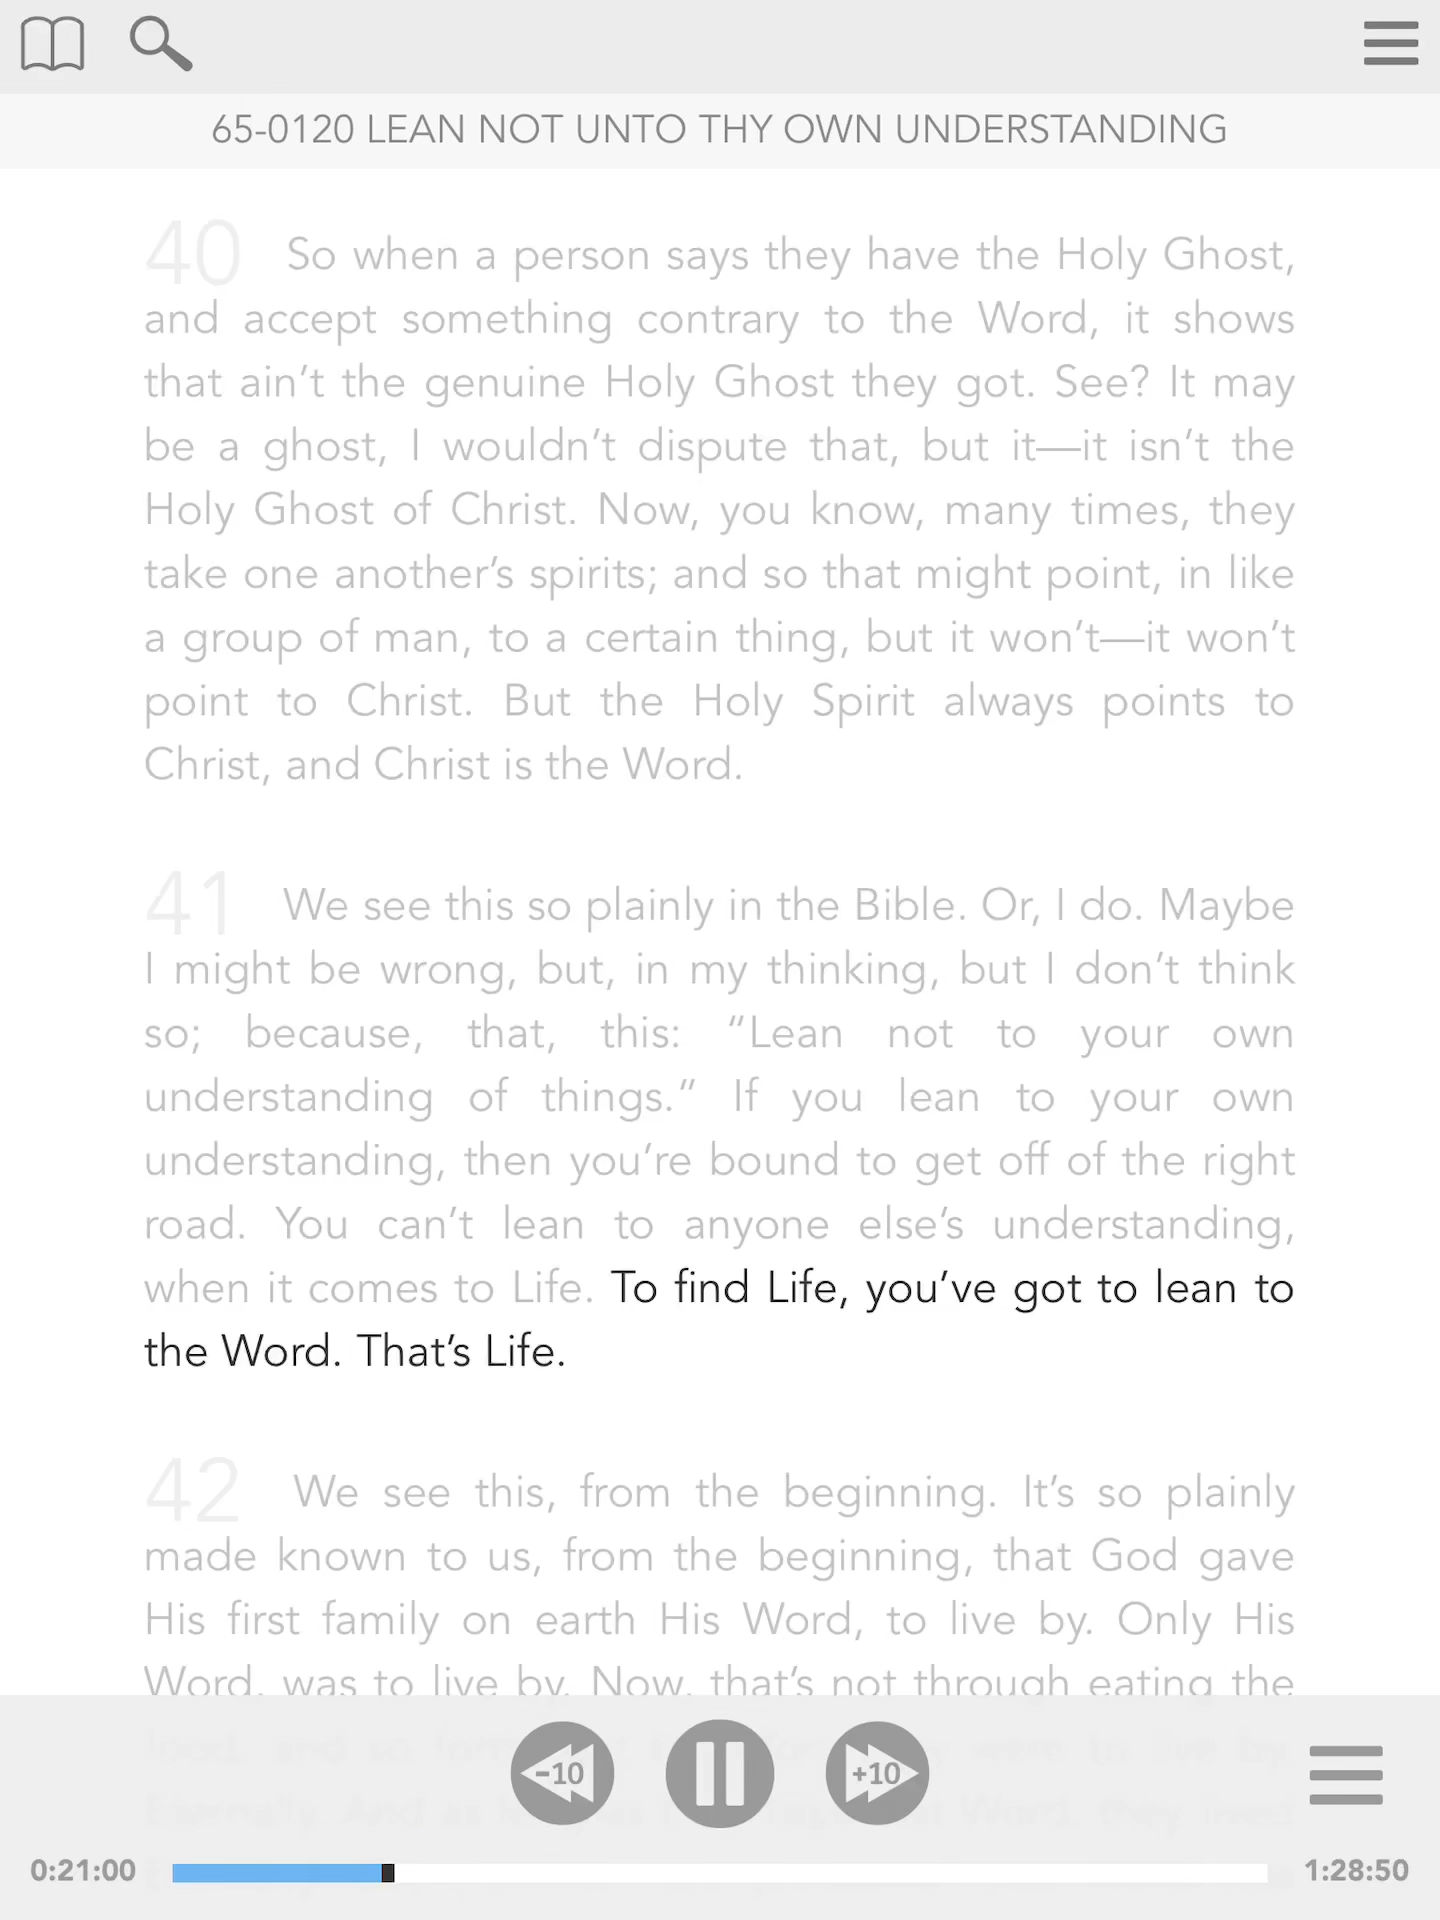 65-0120 LEAN NOT UNTO THY OWN UNDERSTANDING
40 So when a person says they have the Holy Ghost,
and accept something contrary to the Word, it shows
that ain’t the genuine Holy Ghost they got. See? It may
be a ghost, I wouldn’t dispute that, but it—it isn’t the
Holy Ghost of Christ. Now, you know, many times, they
take one another’s spirits; and so that might point, in like
a group of man, to a certain thing, but it won’t—it won’t
point to Christ. But the Holy Spirit always points to
Christ, and Christ is the Word.
41 We see this so plainly in the Bible. Or, I do. Maybe
I might be wrong, but, in my thinking, but I don’t think
so; because, that, this: “Lean not to your own
understanding of things.” If you lean to your own
understanding, then you’re bound to get off of the right
road. You can’t lean to anyone else’s understanding,
when it comes to Life. To find Life, you’ve got to lean to
the Word. That’s Life.
42 We see this, from the beginning. It’s so plainly
made known to us, from the beginning, that God gave
His first family on earth His Word, to live by. Only His
Word, was to live by. Now, that’s not through eating the
-10 +10
0:21:00 1:28:50